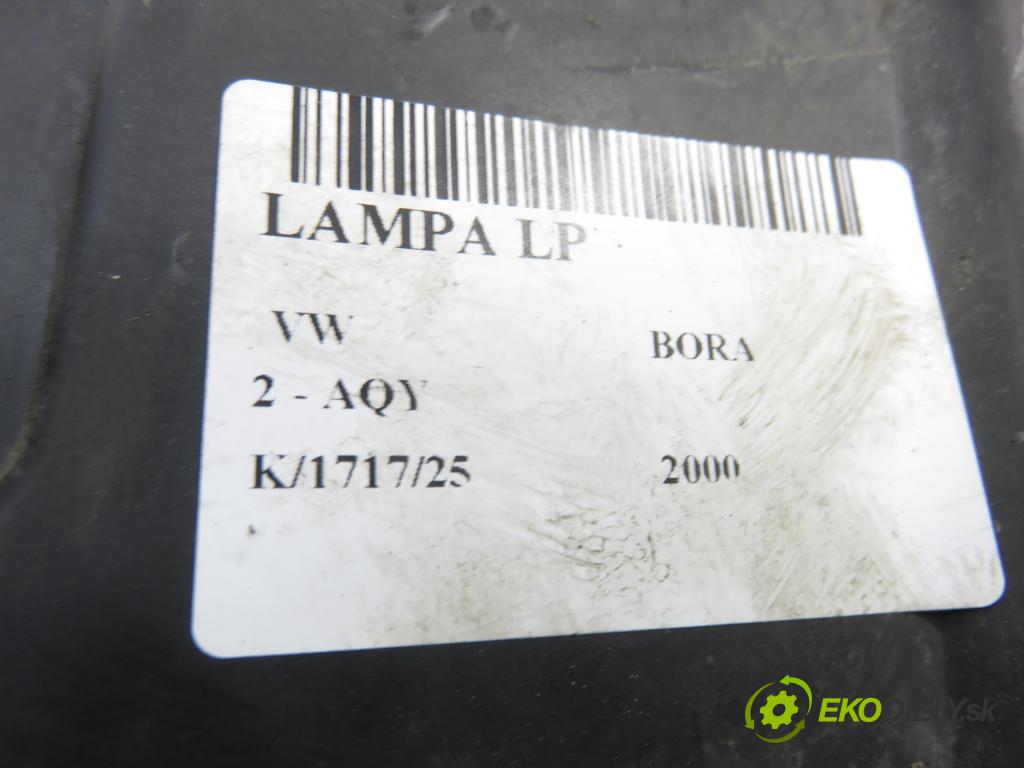 LAMPA LP
VW BORA
2 - AQY
K/1717/25 2000
EKODIELY.sk